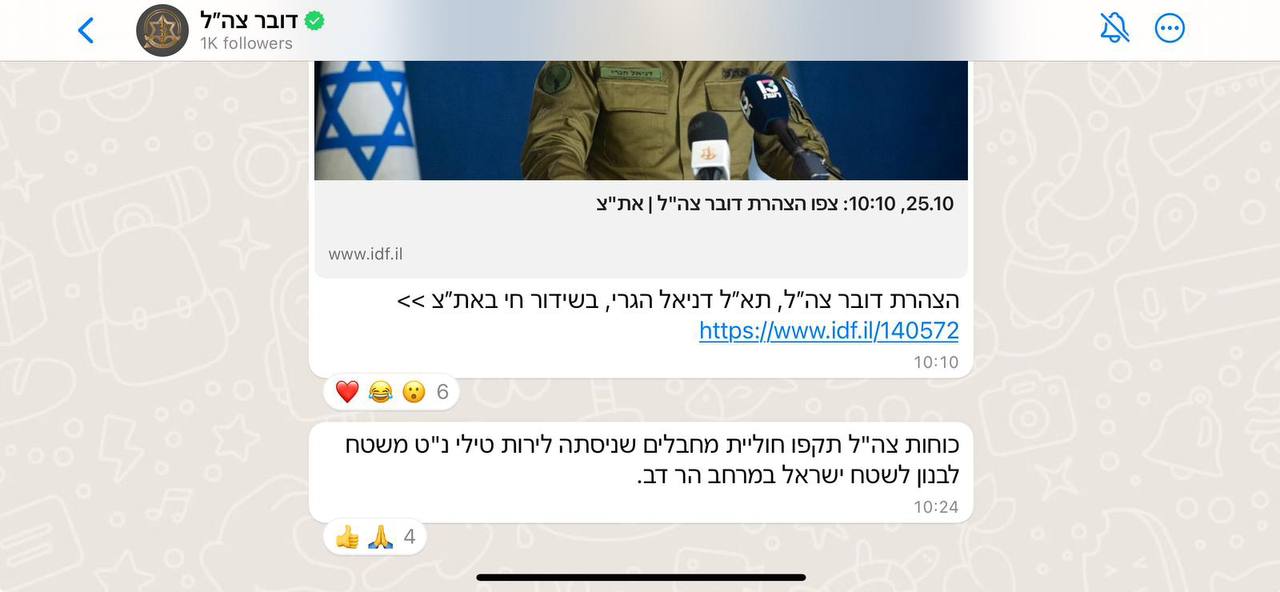 דובר צה״ל
1K followers
דניאל הגרי
13
25.10, 10:10: צפו הצהרת דובר צה"ל | את"צ
www.idf.il
הצהרת דובר צה״ל, תא״ל דניאל הגרי, בשידור חי באת״צ >>
https://www.idf.il/140572
10:10
6
כוחות צה"ל תקפו חוליית מחבלים שניסתה לירות טילי נ"ט משטח
לבנון לשטח ישראל במרחב הר דב.
10:24
4